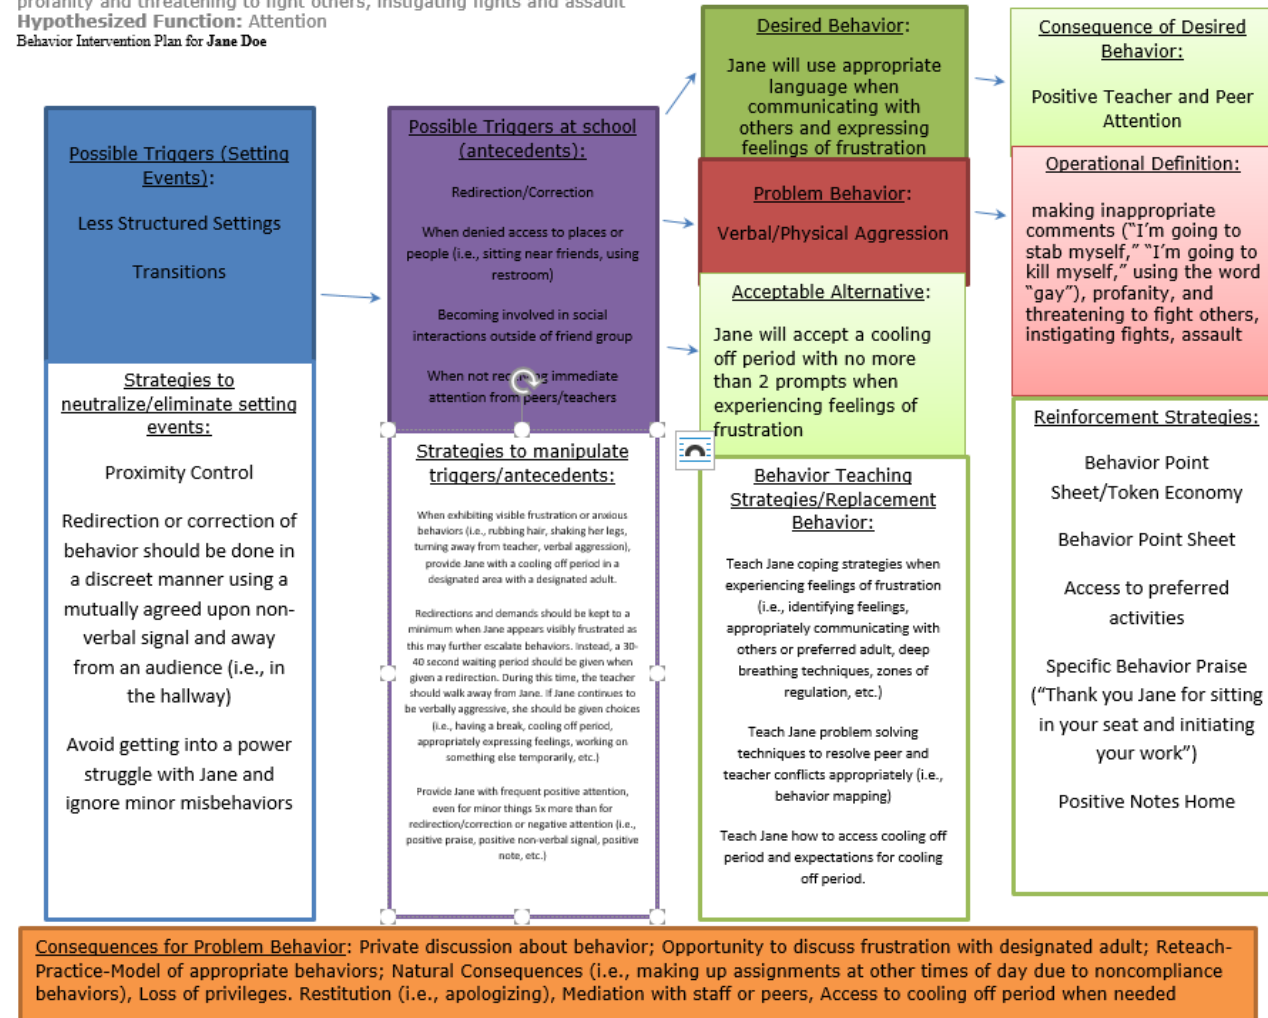 profanity and threatening to fight others, instigating fights and assault
Hypothesized Function: Attention
Behavior Intervention Plan for Jane Doe
Possible Triggers (Setting
Events):
Less Structured Settings
Transitions
Strategies to
neutralize/eliminate setting
events:
Proximity Control
Redirection or correction of
behavior should be done in
a discreet manner using a
mutually agreed upon non-
verbal signal and away
from an audience (i.e., in
the hallway)
Avoid getting into a power
struggle with Jane and
ignore minor misbehaviors
Possible Triggers at school
(antecedents):
Redirection/Correction
When denied access to places or
people (i.e., sitting near friends, using
restroom)
Becoming involved in social
interactions outside of friend group
When not immediate
attention from peers/teachers
Strategies to manipulate
triggers/antecedents:
When exhibiting visible frustration or anxious
behaviors (i.e., rubbing hair, shaking her legs,
turning away from teacher, verbal aggression),
provide Jane with a cooling off period in a
designated area with a designated adult.
Redirections and demands should be kept to a
minimum when Jane appears visibly frustrated as
this may further escalate behaviors. Instead, a 30-
40 second waiting period should be given when
given a redirection. During this time, the teacher
should walk away from Jane. If Jane continues to
be verbally aggressive, she should be given choices
(i.e., having a break, cooling off period,
appropriately expressing feelings, working on
something else temporarily, etc.)
Provide Jane with frequent positive attention,
even for minor things 5x more than for
redirection/correction or negative attention (i.e.,
positive praise, positive non-verbal signal, positive
note, etc.)
Desired Behavior:
Jane will use appropriate
language when
communicating with
others and expressing
feelings of frustration
Problem Behavior:
Verbal/Physical Aggression
Acceptable Alternative:
Jane will accept a cooling
off period with no more
than 2 prompts when
experiencing feelings of
frustration
Behavior Teaching
Strategies/Replacement
Behavior:
Teach Jane coping strategies when
experiencing feelings of frustration
(i.e., identifying feelings,
appropriately communicating with
others or preferred adult, deep
breathing techniques, zones of
regulation, etc.)
Teach Jane problem solving
techniques to resolve peer and
teacher conflicts appropriately (i.e.,
behavior mapping)
Teach Jane how to access cooling off
period and expectations for cooling
off period.
Consequence of Desired
Behavior:
Positive Teacher and Peer
Attention
Operational Definition:
making inappropriate
comments (“I’m going to
stab myself,” “I’m going to
kill myself,” using the word
“gay”), profanity, and
threatening to fight others,
instigating fights, assault
Reinforcement Strategies:
Behavior Point
Sheet/Token Economy
Behavior Point Sheet
Access to preferred
activities
Specific Behavior Praise
(“Thank you Jane for sitting
in your seat and initiating
your work”)
Positive Notes Home
Consequences for Problem Behavior: Private discussion about behavior; Opportunity to discuss frustration with designated adult; Reteach-
Practice-Model of appropriate behaviors; Natural Consequences (i.e., making up assignments at other times of day due to noncompliance
behaviors), Loss of privileges. Restitution (i.e., apologizing), Mediation with staff or peers, Access to cooling off period when needed